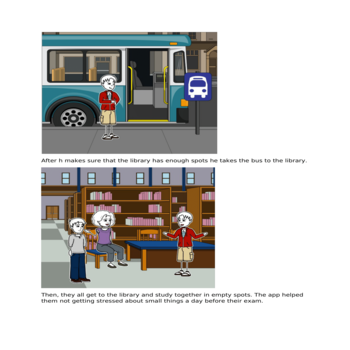 After h makes sure that the library has enough spots he takes the bus to the library.
Then, they all get to the library and study together in empty spots. The app helped
them not getting stressed about small things a day before their exam.